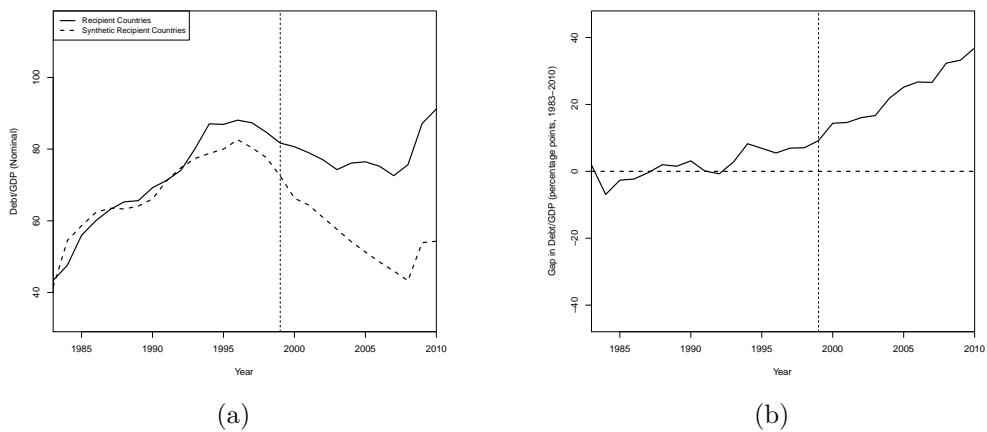 Recipient Countries
Synthetic Recipient Countries
Debt/GDP (Nominal)
100
80
60
40
1985 1990 1995 2000 2005 2010
Year
(a)
Gap in Debt/GDP (percentage points, 1983−2010)
40
20
0
−20
−40
1985 1990 1995 2000 2005 2010
Year
(b)